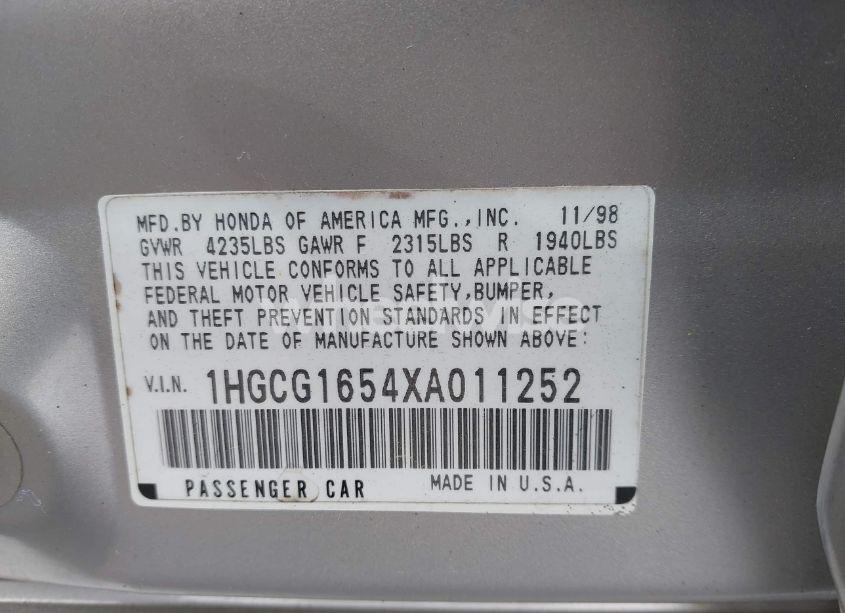 MFD.BY HONDA OF AMERICA MFG.,INC. 11/98
GVWR 4235LBS GAWR F 2315LBS R 1940LBS
THIS VEHICLE CONFORMS TO ALL APPLICABLE
FEDERAL MOTOR VEHICLE SAFETY,BUMPER,
AND THEFT PREVENTION STANDARDS IN EFFECT
ON THE DATE OF MANUFACTURE SHOWN ABOVE:
V.I.N. 1HGCG1654XA011252
PASSENGER CAR MADE IN U.S.A.